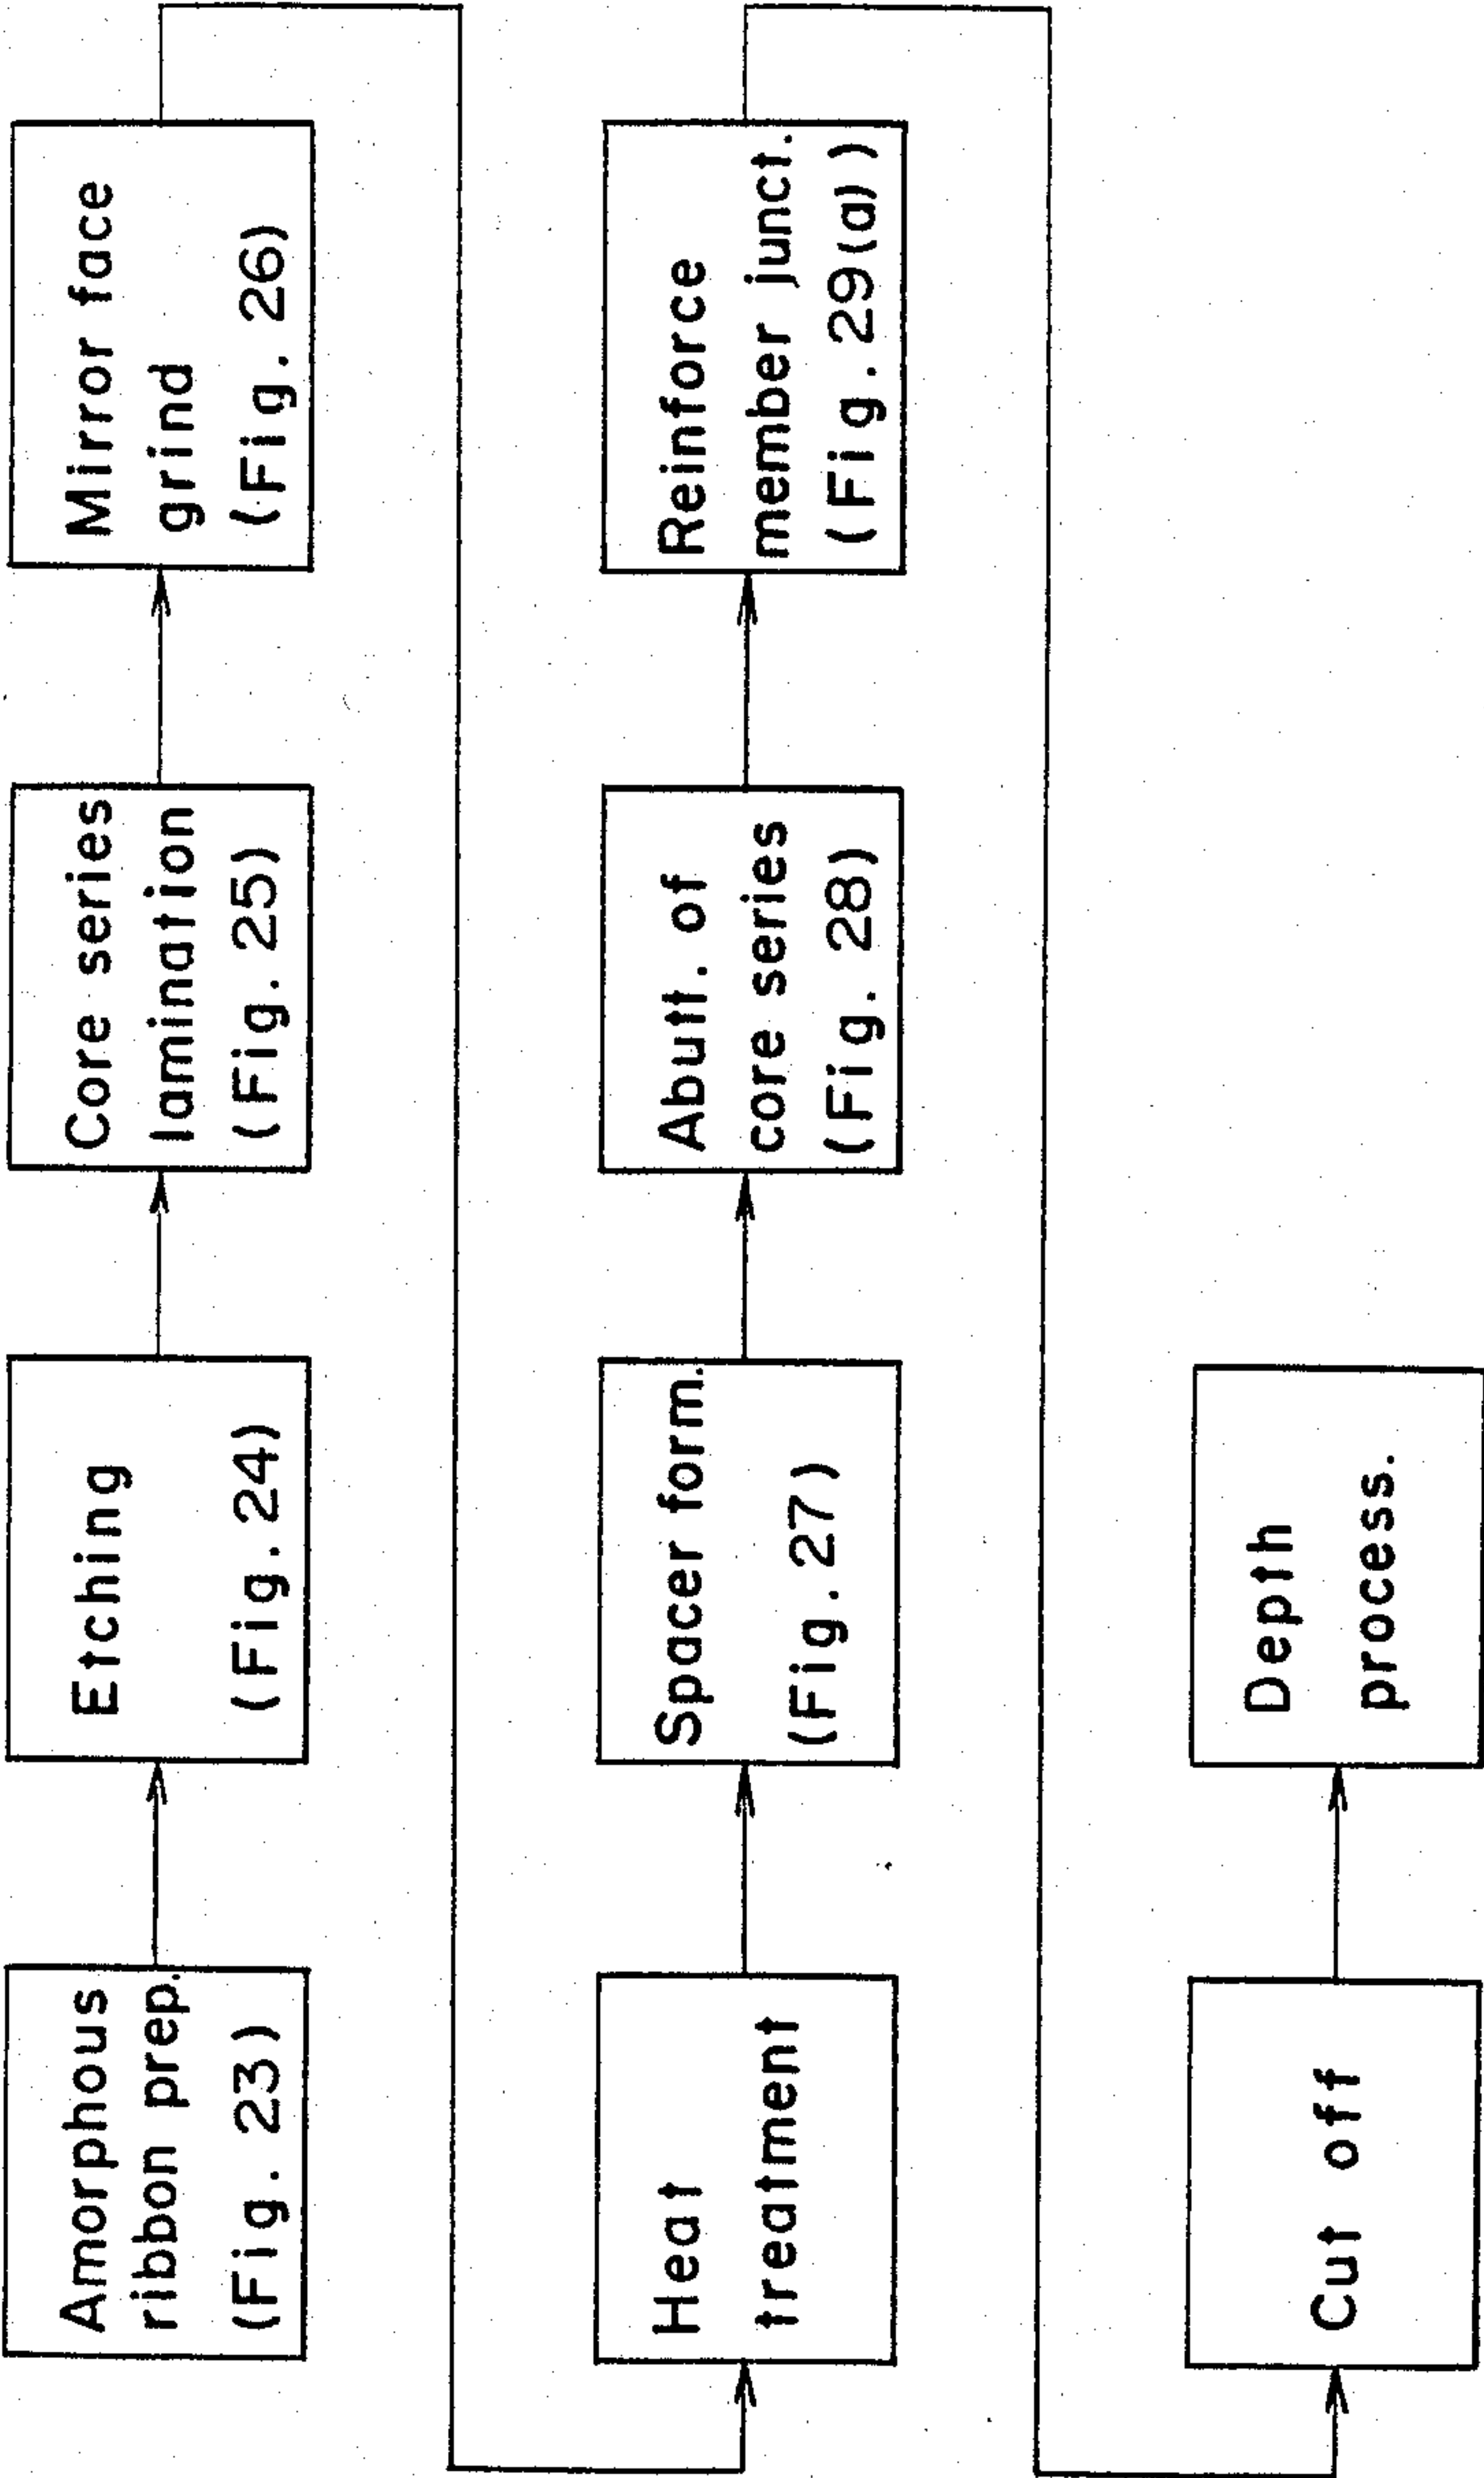 Amorphous
ribbon prep.
(Fig. 23)
Etching
(Fig. 24)
Core series
lamination
(Fig. 25)
Mirror face
grind
(Fig. 26)
Heat
treatment
Spacer form.
(Fig. 27)
Abutt. of
core series
(Fig. 28)
Reinforce
member junct.
(Fig. 29(a))
Cut off
Depth
process.